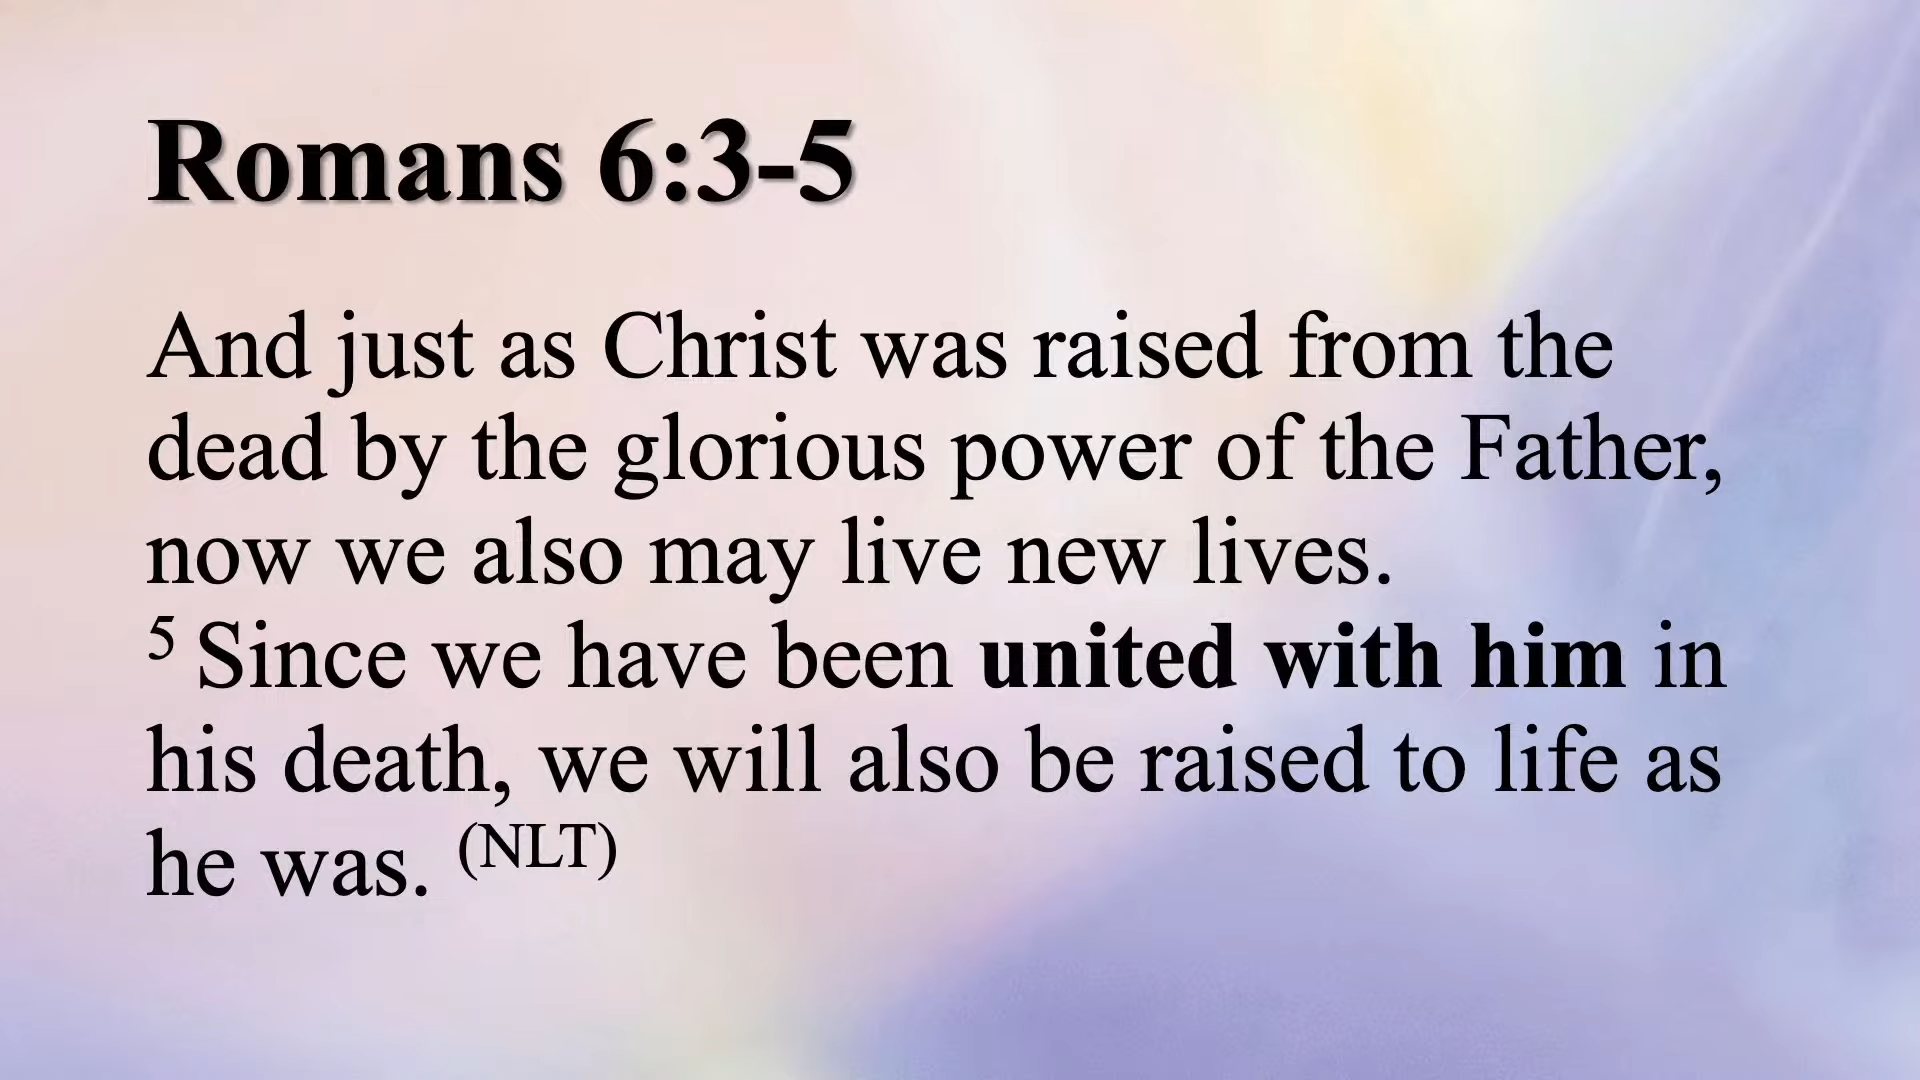 Romans 6:3-5
And just as Christ was raised from the
dead by the glorious power of the Father,
now we also may live new lives.
5 Since we have been united with him in
his death, we will also be raised to life as
he was. (NLT)